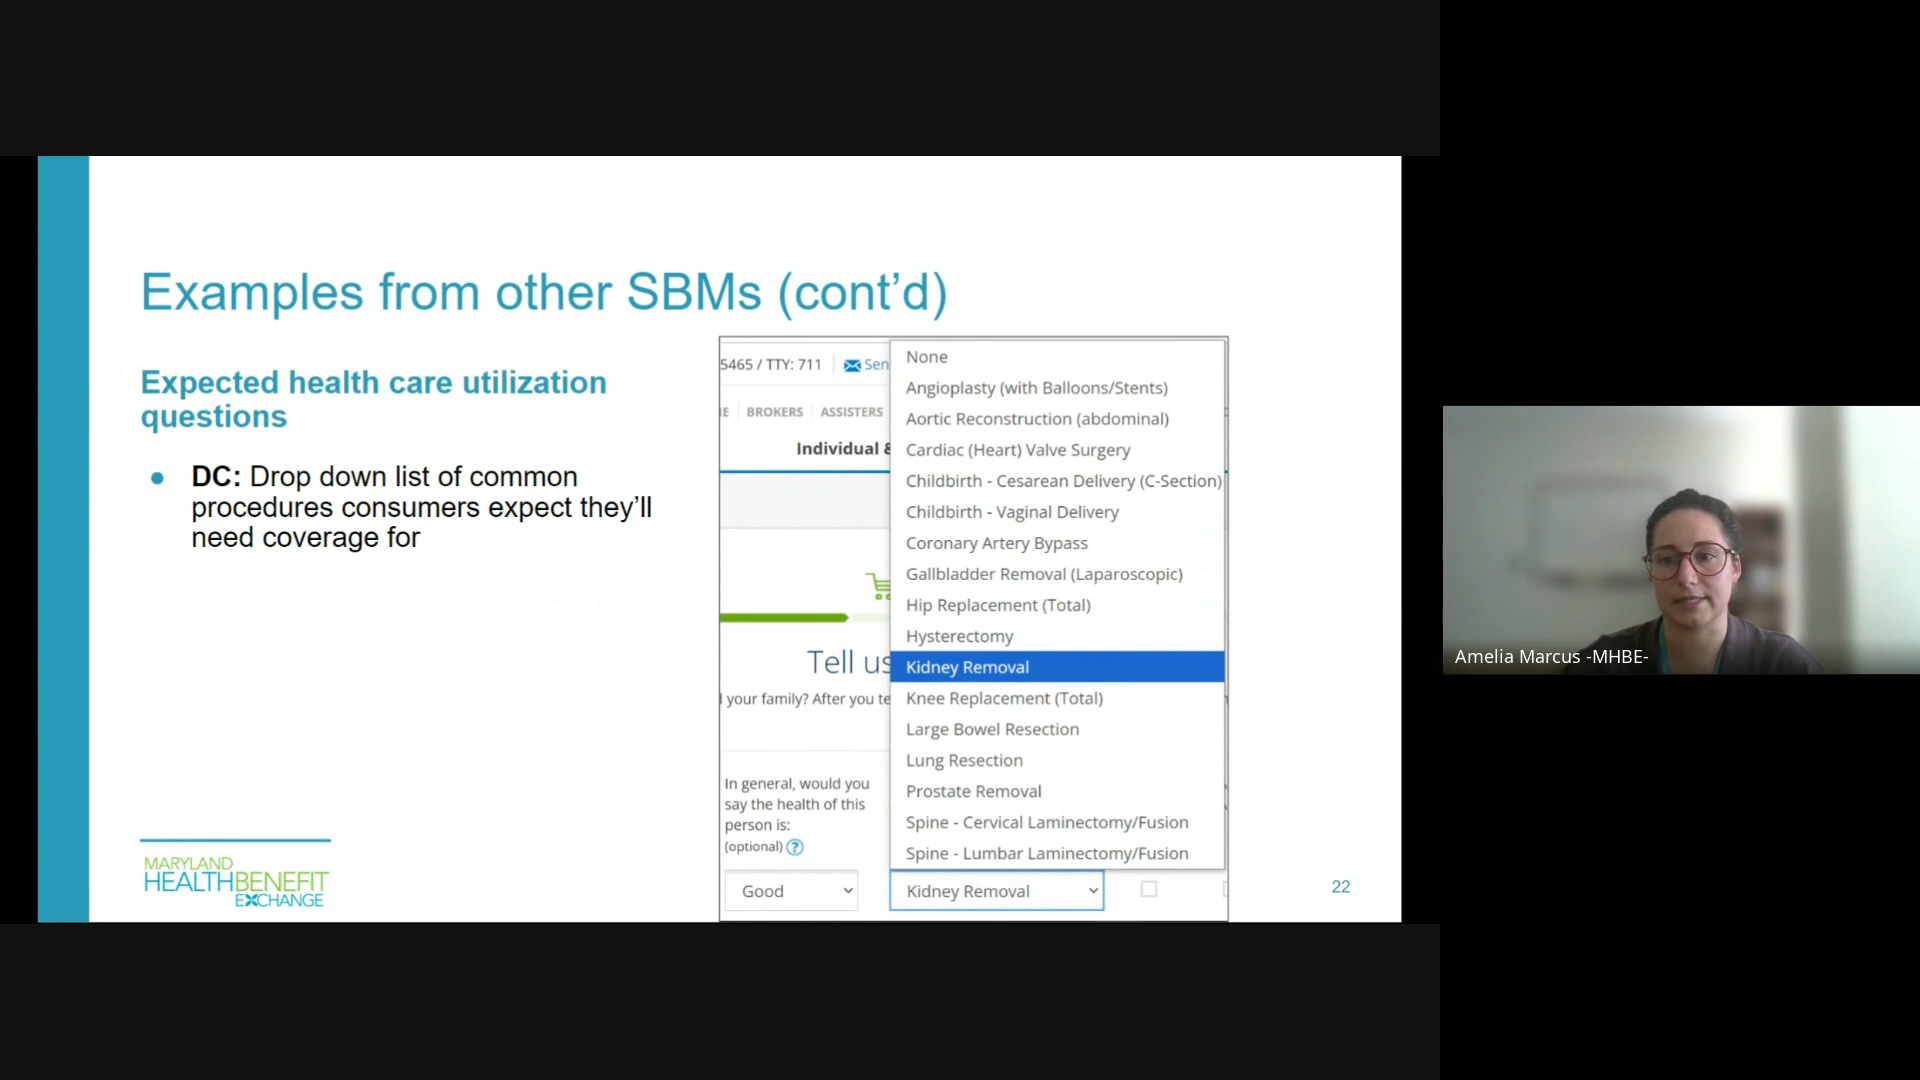 Examples from other SBMs (cont’d)
Expected health care utilization
questions
DC: Drop down list of common
procedures consumers expect they’ll
need coverage for
5465 / TTY: 711
Sen
BROKERS
ASSISTERS
Individual &
Tell us
your family? After you te
In general, would you
say the health of this
person is:
(optional) ?
Good
None
Angioplasty (with Balloons/Stents)
Aortic Reconstruction (abdominal)
Cardiac (Heart) Valve Surgery
Childbirth - Cesarean Delivery (C-Section)
Childbirth - Vaginal Delivery
Coronary Artery Bypass
Gallbladder Removal (Laparoscopic)
Hip Replacement (Total)
Hysterectomy
Kidney Removal
Knee Replacement (Total)
Large Bowel Resection
Lung Resection
Prostate Removal
Spine - Cervical Laminectomy/Fusion
Spine - Lumbar Laminectomy/Fusion
Kidney Removal
MARYLAND
HEALTHBENEFIT
EXCHANGE
22
Amelia Marcus -MHBE-